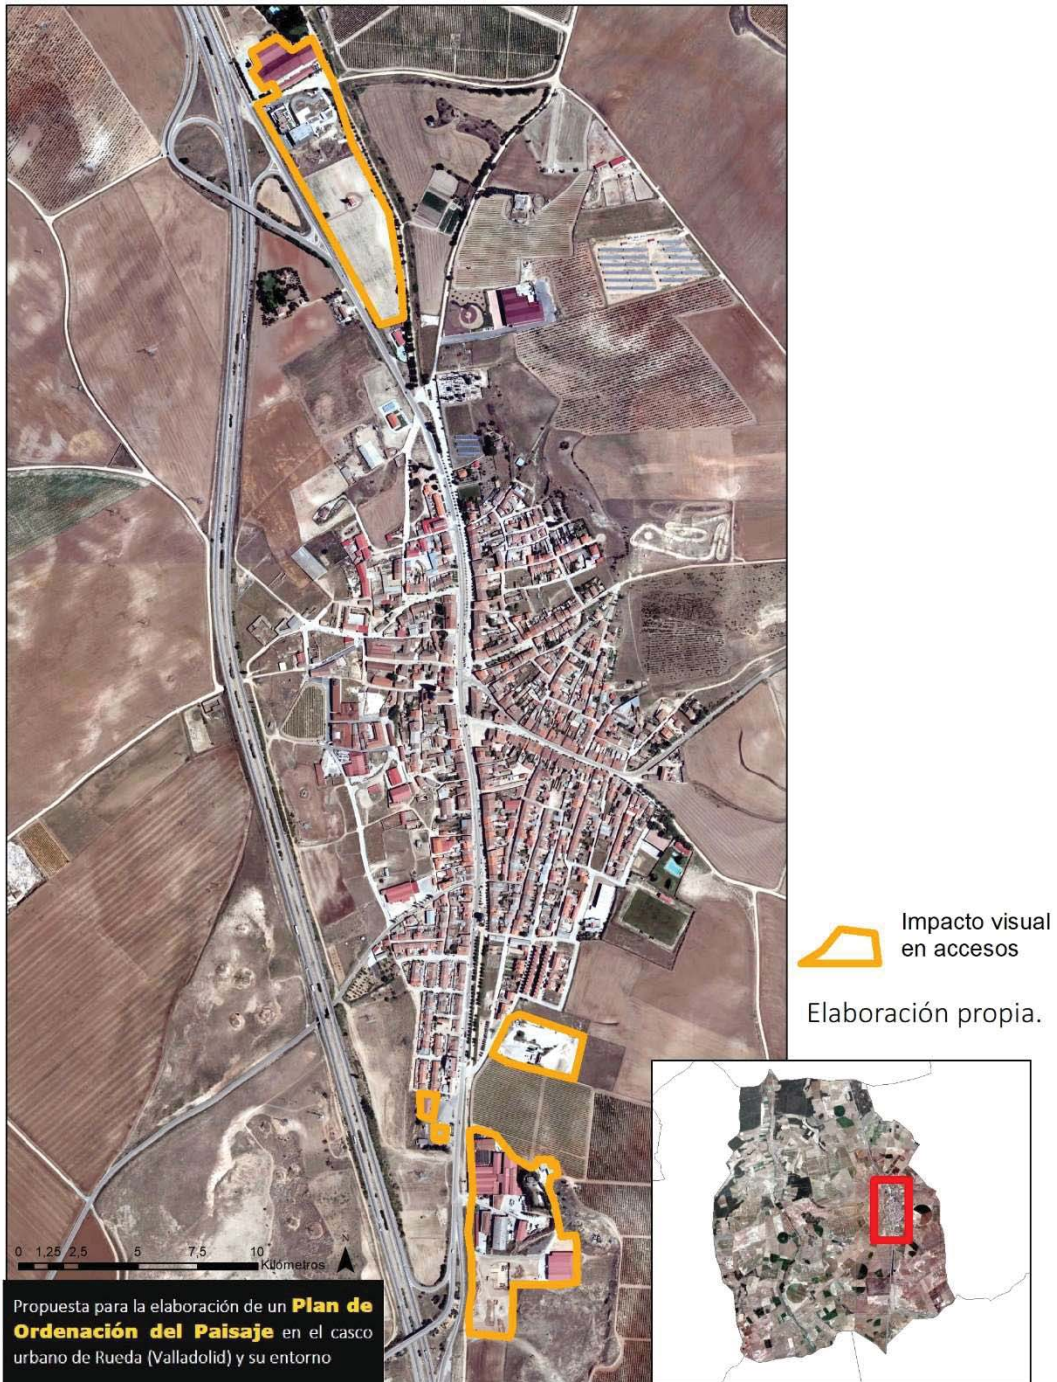 Impacto visual
en accesos
Elaboración propia.
0 1,25 2,5 5 7,5 10
Kilómetros
Propuesta para la elaboración de un Plan de
Ordenación del Paisaje en el casco
urbano de Rueda (Valladolid) y su entorno